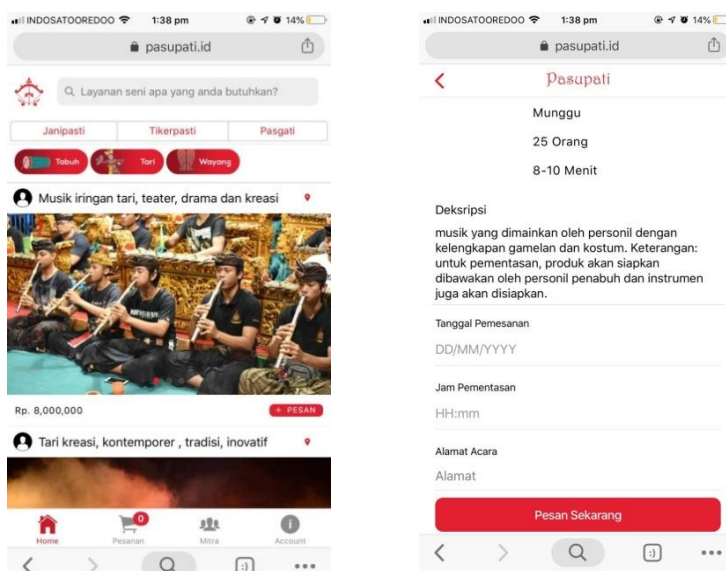 INDOSATOOREDOO 1:38 pm 14%
pasupati.id
Layanan seni apa yang anda butuhkan?
Janipasti Tikerpasti Pasgati
Tabuh Tari Wayang
Musik iringan tari, teater, drama dan kreasi
Rp. 8,000,000 + PESAN
Tari kreasi, kontemporer , tradisi, inovatif
0
Home Pesanan Mitra Account
INDOSATOOREDOO 1:38 pm 14%
pasupati.id
Pasupati
Munggu
25 Orang
8-10 Menit
Deksripsi
musik yang dimainkan oleh personil dengan
kelengkapan gamelan dan kostum. Keterangan:
untuk pementasan, produk akan siapkan
dibawakan oleh personil penabuh dan instrumen
juga akan disiapkan.
Tanggal Pemesanan
DD/MM/YYYY
Jam Pementasan
HH:mm
Alamat Acara
Alamat
Pesan Sekarang